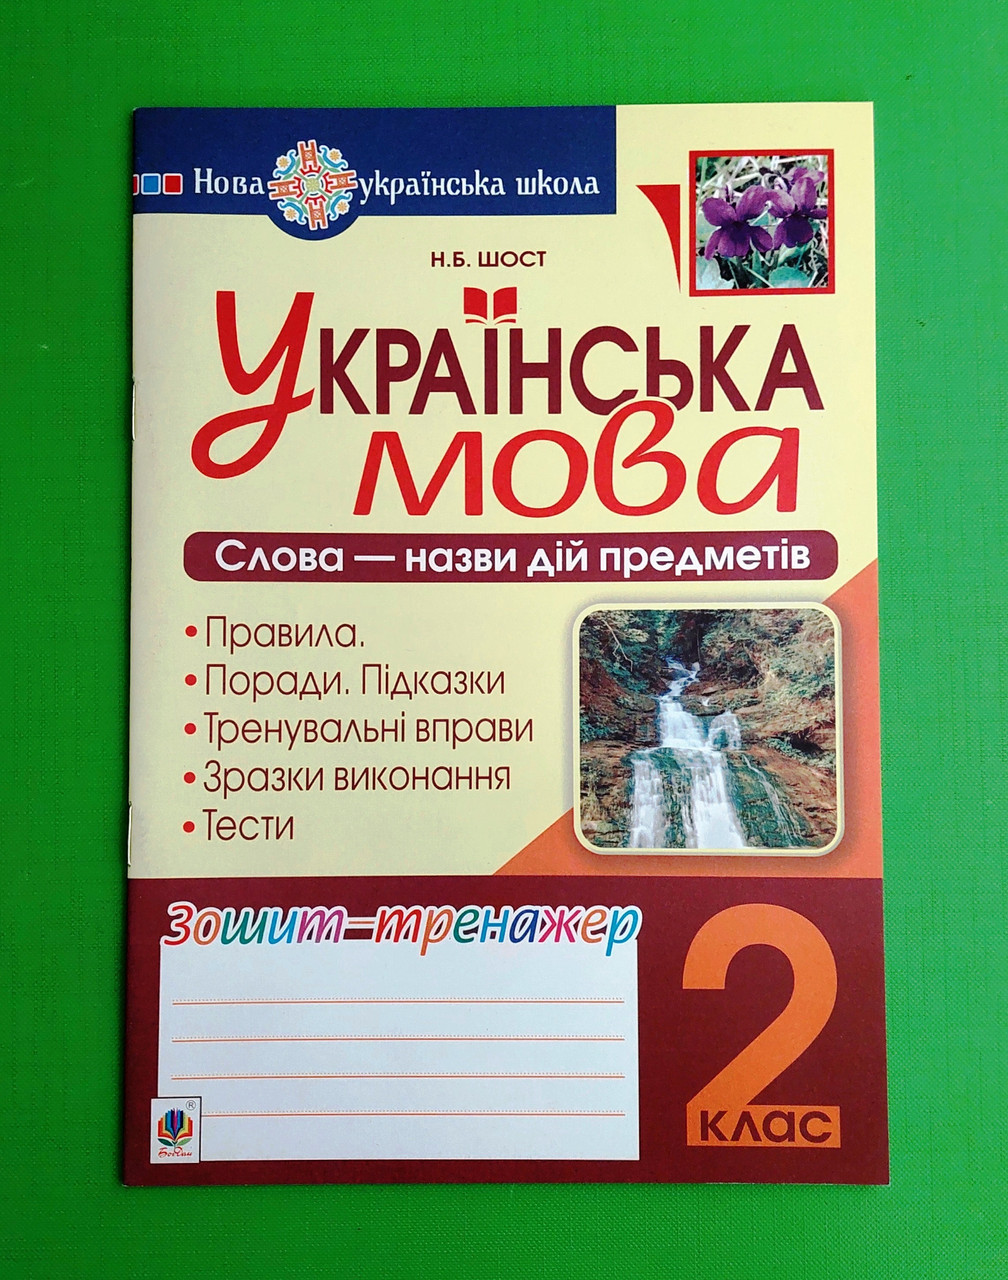 Нова українська школа
Н.Б. ШОСТ
УКРАЇНСЬКА
мова
Слова — назви дій предметів
• Правила.
• Поради. Підказки
• Тренувальні вправи
• Зразки виконання
• Тести
Зошит-тренажер
2
клас
®
Богдан